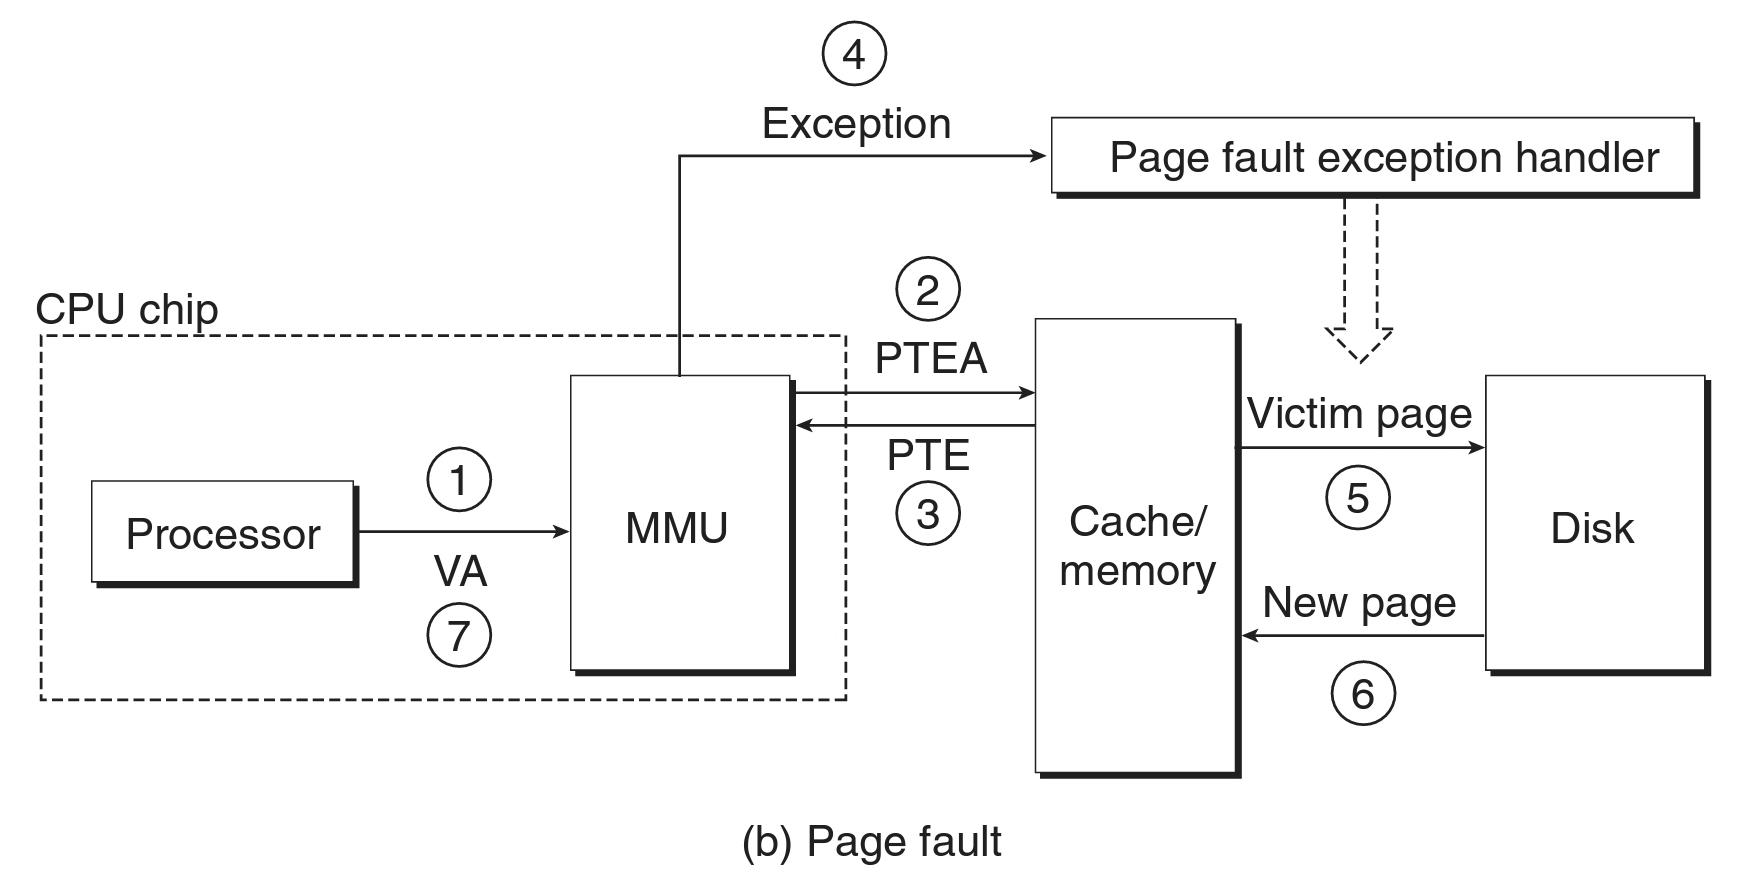 4
Exception
Page fault exception handler
2
CPU chip
PTEA
Victim page
PTE
1
5
3
Processor
MMU
Cache/
memory
Disk
VA
New page
7
6
(b) Page fault